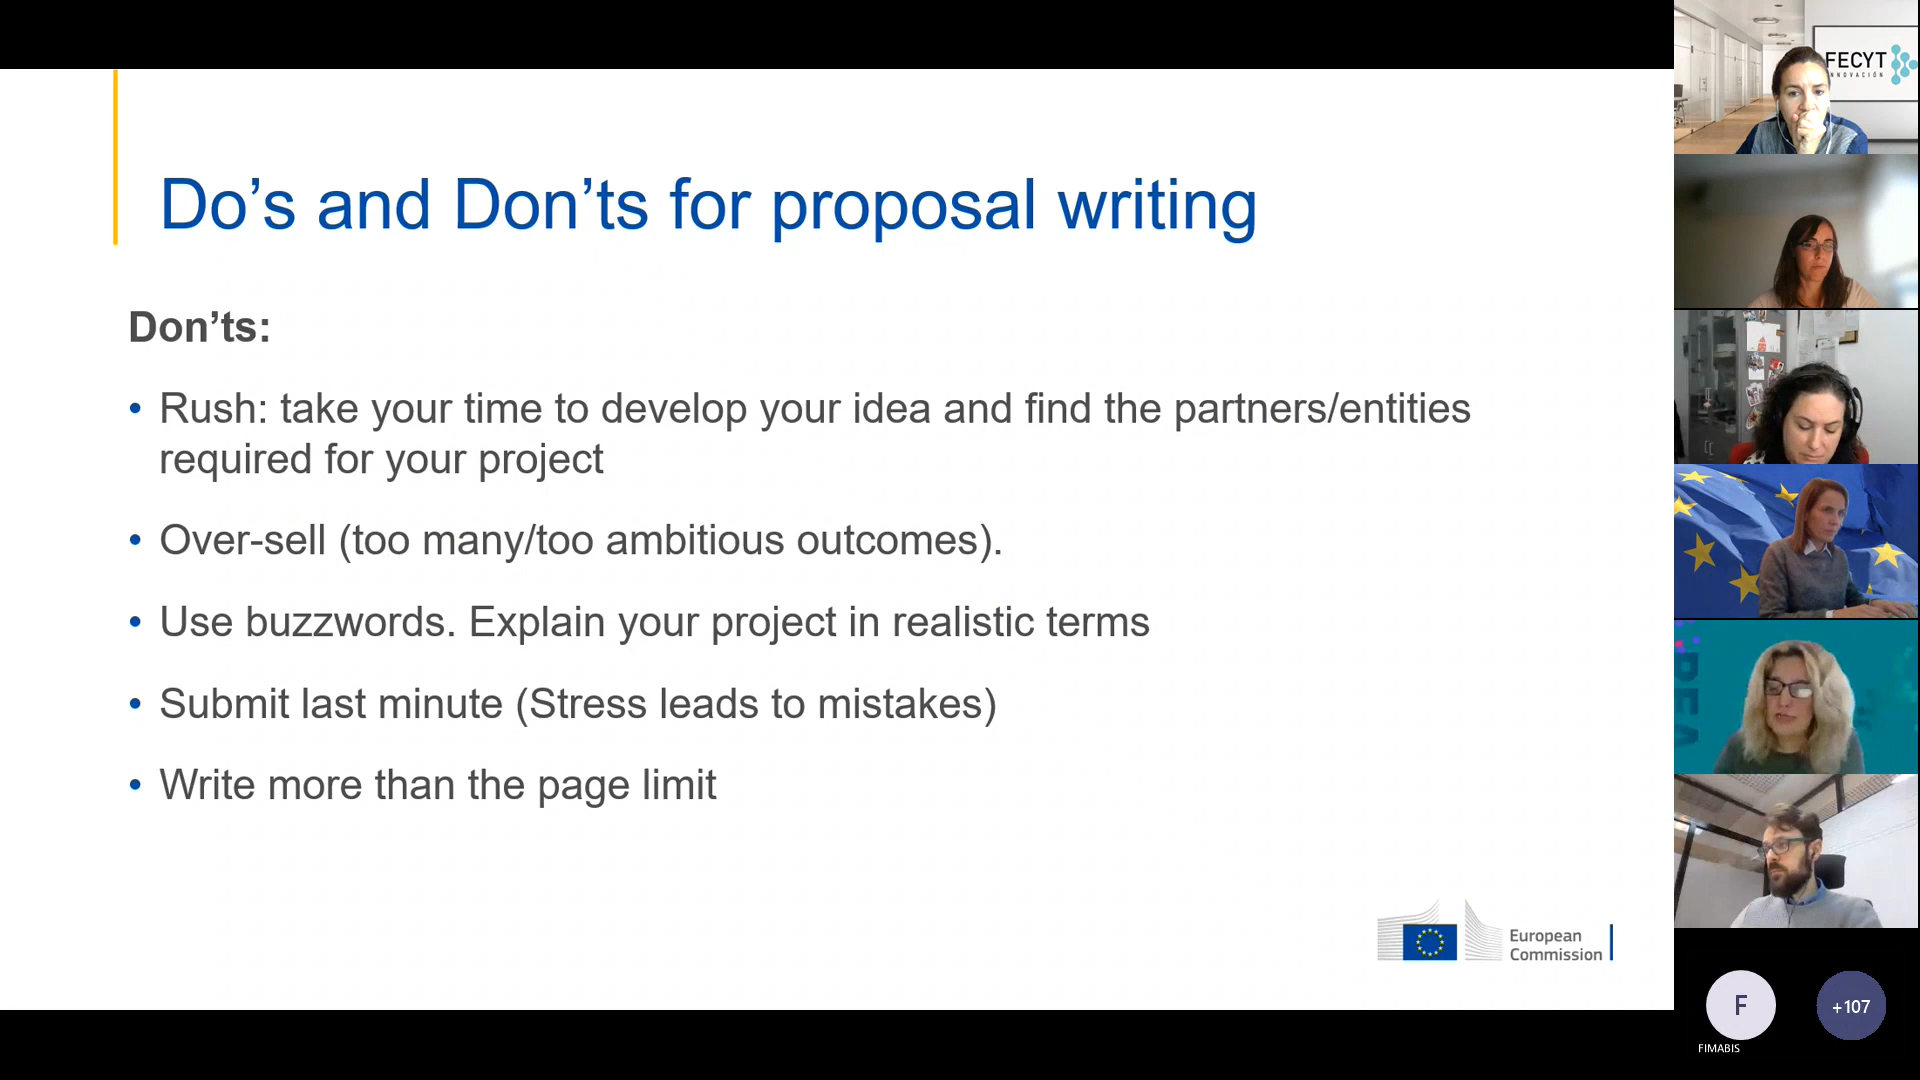 Do’s and Don’ts for proposal writing
Don’ts:
• Rush: take your time to develop your idea and find the partners/entities
required for your project
• Over-sell (too many/too ambitious outcomes).
• Use buzzwords. Explain your project in realistic terms
• Submit last minute (Stress leads to mistakes)
• Write more than the page limit
European
Commission
FECYT
INNOVACIÓN
REA
F
+107
FIMABIS